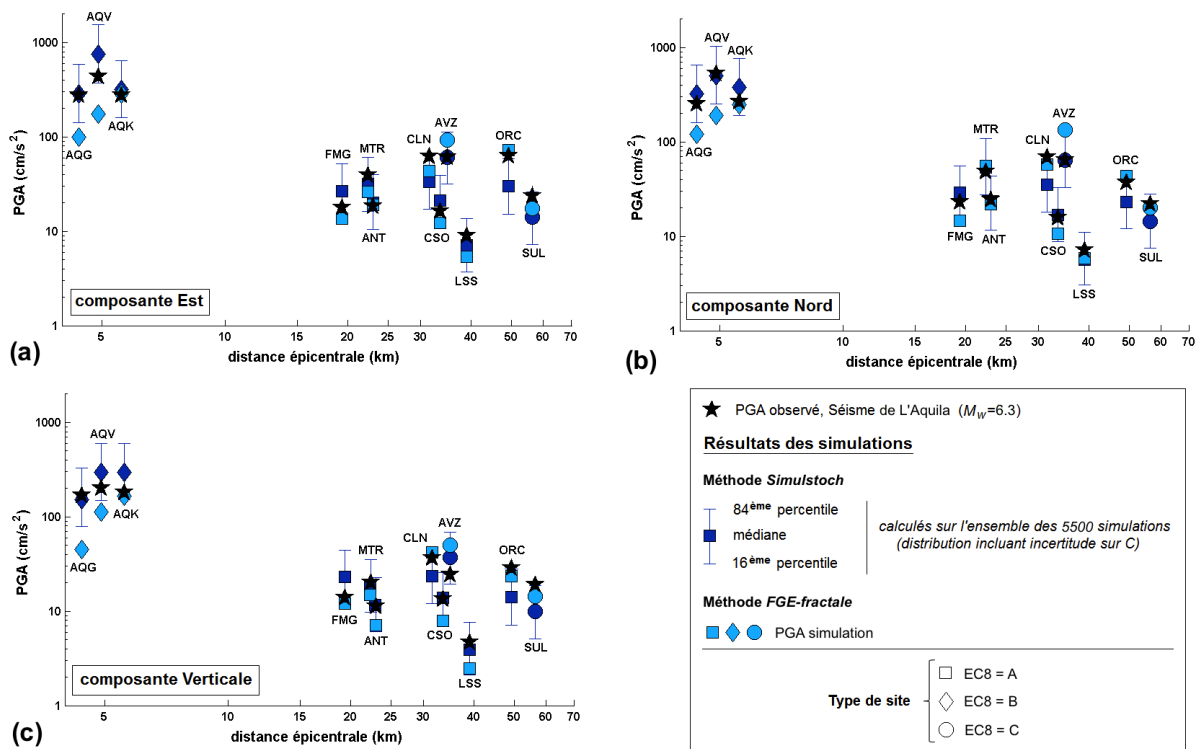 AQV
AQK
AQG
FMG
MTR
ANT
CLN
AVZ
CSO
LSS
ORC
SUL
PGA (cm/s²)
1000
100
10
1
composante Est
5
10
15
20
25
30
40
50
60
70
distance épicentrale (km)
(a)
AQV
AQK
AQG
FMG
MTR
ANT
CLN
AVZ
CSO
LSS
ORC
SUL
PGA (cm/s²)
1000
100
10
1
composante Nord
5
10
15
20
25
30
40
50
60
70
distance épicentrale (km)
(b)
AQV
AQK
AQG
FMG
MTR
ANT
CLN
AVZ
CSO
LSS
ORC
SUL
PGA (cm/s²)
1000
100
10
1
composante Verticale
5
10
15
20
25
30
40
50
60
70
distance épicentrale (km)
(c)
PGA observé, Séisme de L'Aquila (Mw=6.3)
Résultats des simulations
Méthode Simulstoch
84ème percentile
médiane
16ème percentile
calculés sur l'ensemble des 5500 simulations
(distribution incluant incertitude sur C)
Méthode FGE-fractale
PGA simulation
Type de site
EC8 = A
EC8 = B
EC8 = C